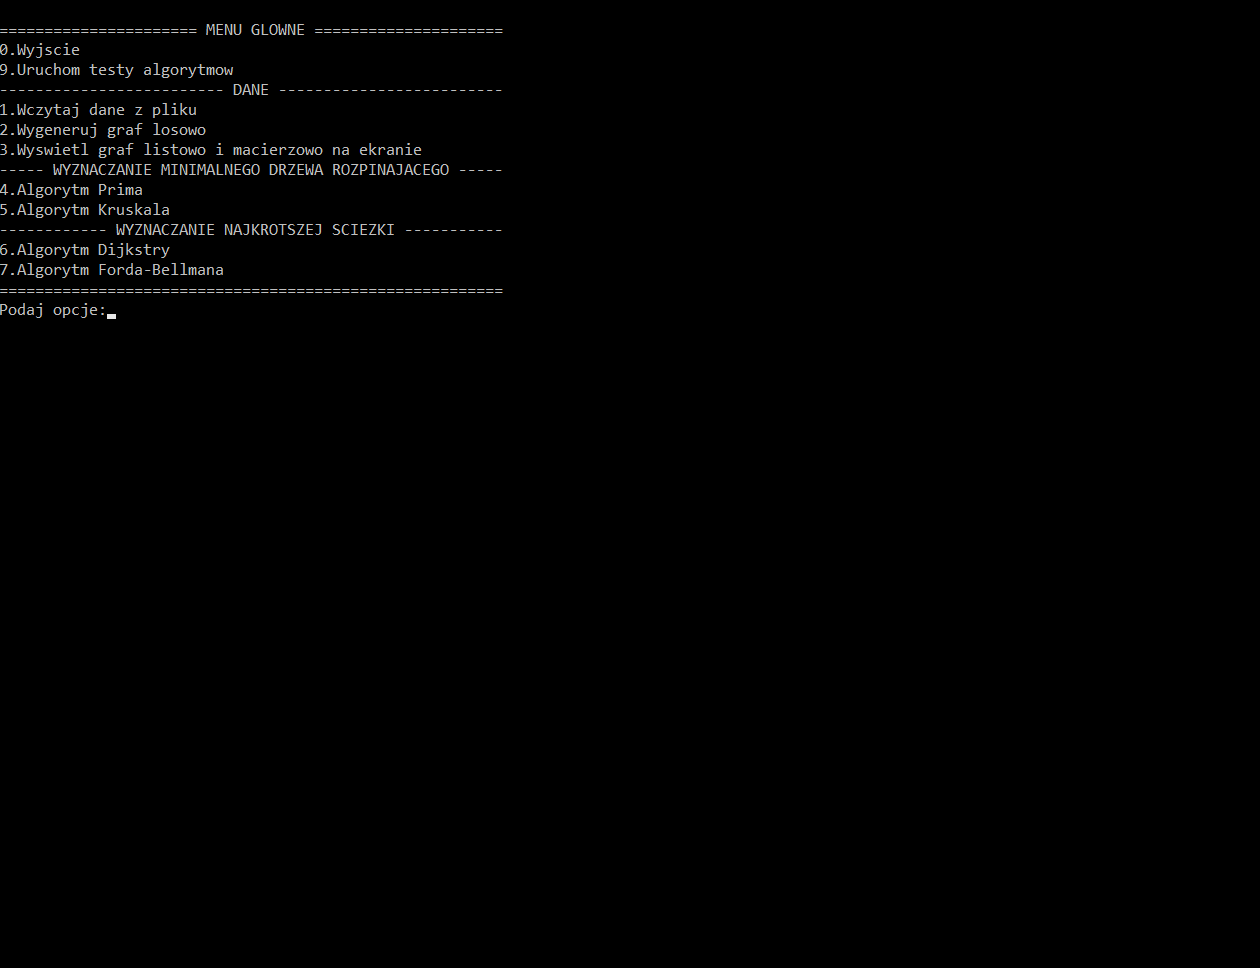 ====================== MENU GLOWNE =====================
0.Wyjscie
9.Uruchom testy algorytmow
------------------------- DANE -------------------------
1.Wczytaj dane z pliku
2.Wygeneruj graf losowo
3.Wyswietl graf listowo i macierzowo na ekranie
----- WYZNACZANIE MINIMALNEGO DRZEWA ROZPINAJACEGO -----
4.Algorytm Prima
5.Algorytm Kruskala
------------ WYZNACZANIE NAJKROTSZEJ SCIEZKI -----------
6.Algorytm Dijkstry
7.Algorytm Forda-Bellmana
========================================================
Podaj opcje: